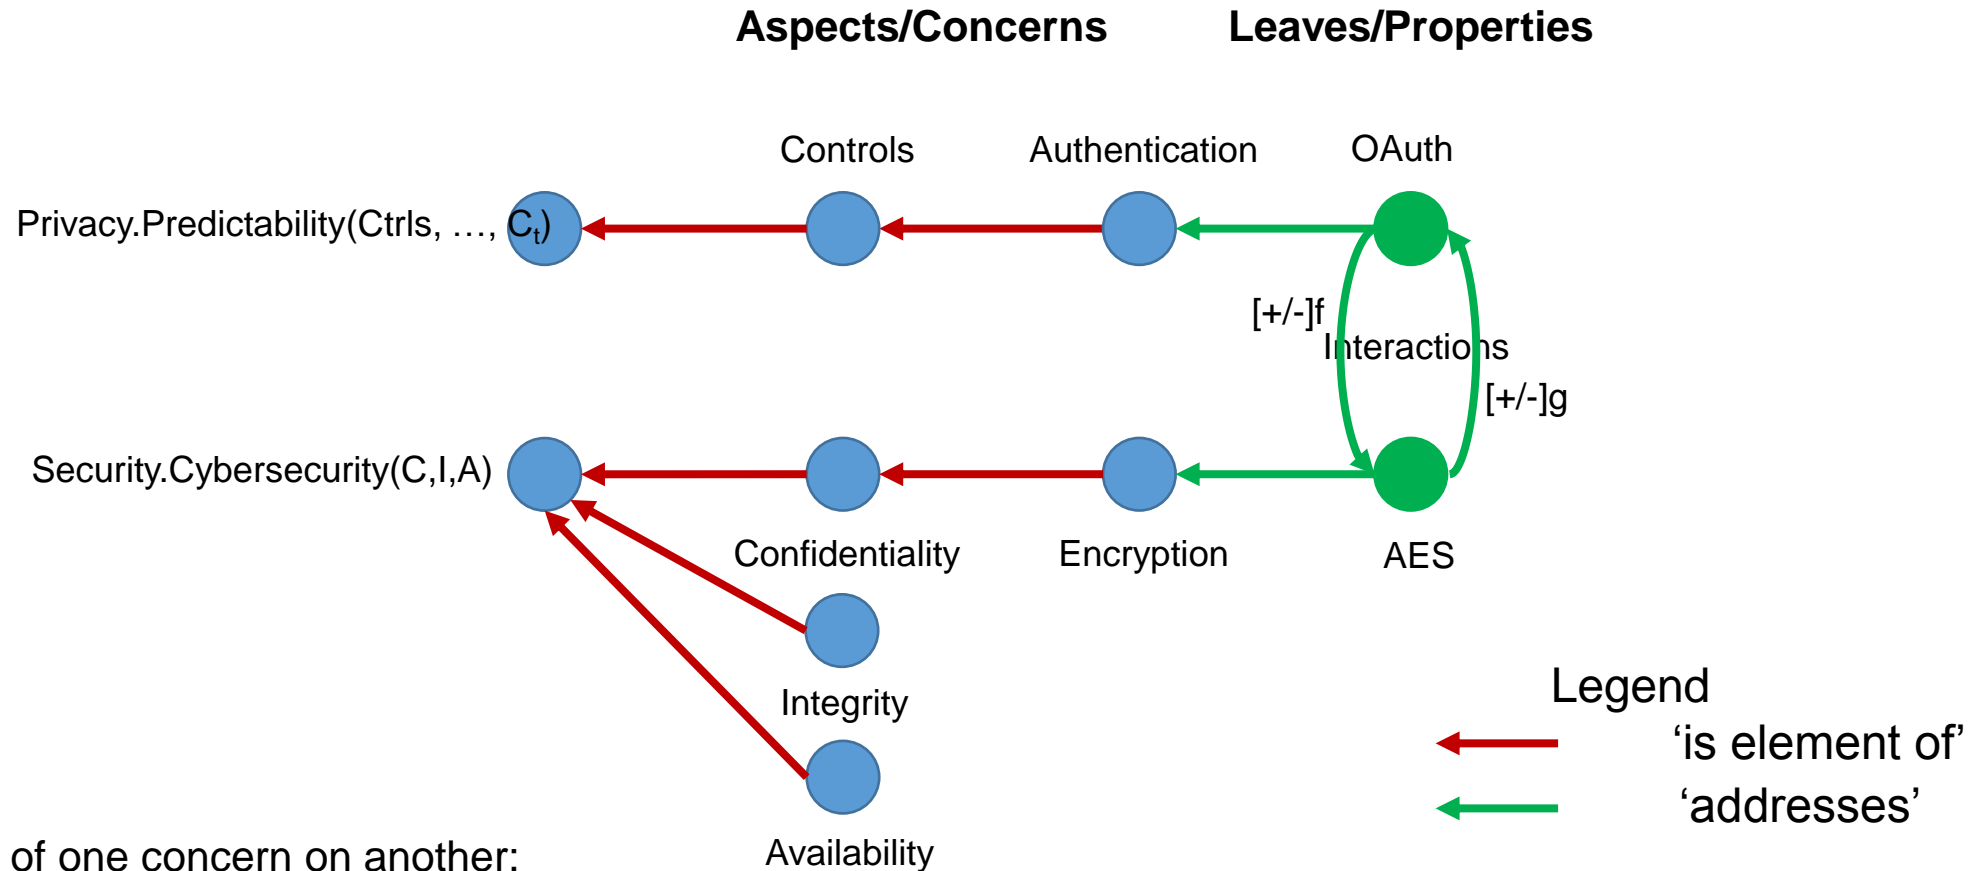 Aspects/Concerns
Leaves/Properties
Controls
Authentication
OAuth
Privacy.Predictability(Ctrls, …, Ct)
[+/-]f
Interactions
[+/-]g
Security.Cybersecurity(C,I,A)
Confidentiality
Encryption
AES
Integrity
Legend
‘is element of’
‘addresses’
Availability
of one concern on another: